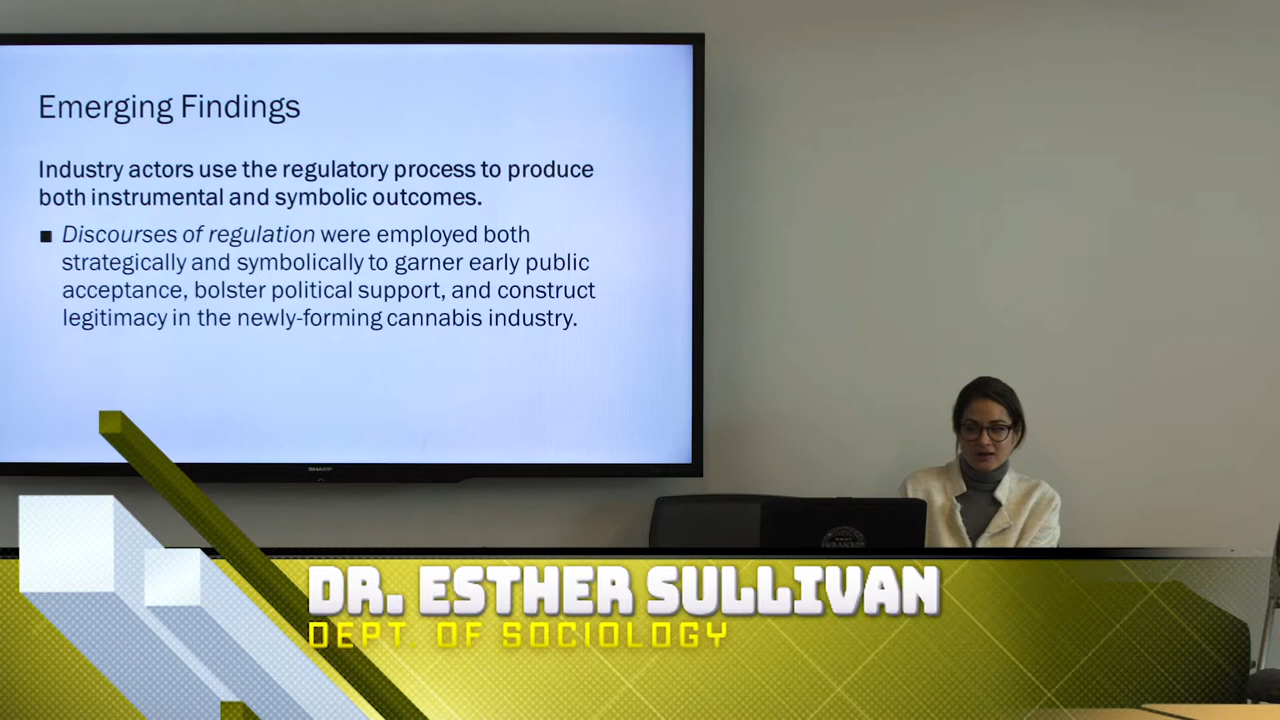 Emerging Findings
Industry actors use the regulatory process to produce
both instrumental and symbolic outcomes.
■ Discourses of regulation were employed both
strategically and symbolically to garner early public
acceptance, bolster political support, and construct
legitimacy in the newly-forming cannabis industry.
SHARP
DR. ESTHER SULLIVAN
DEPT. OF SOCIOLOGY